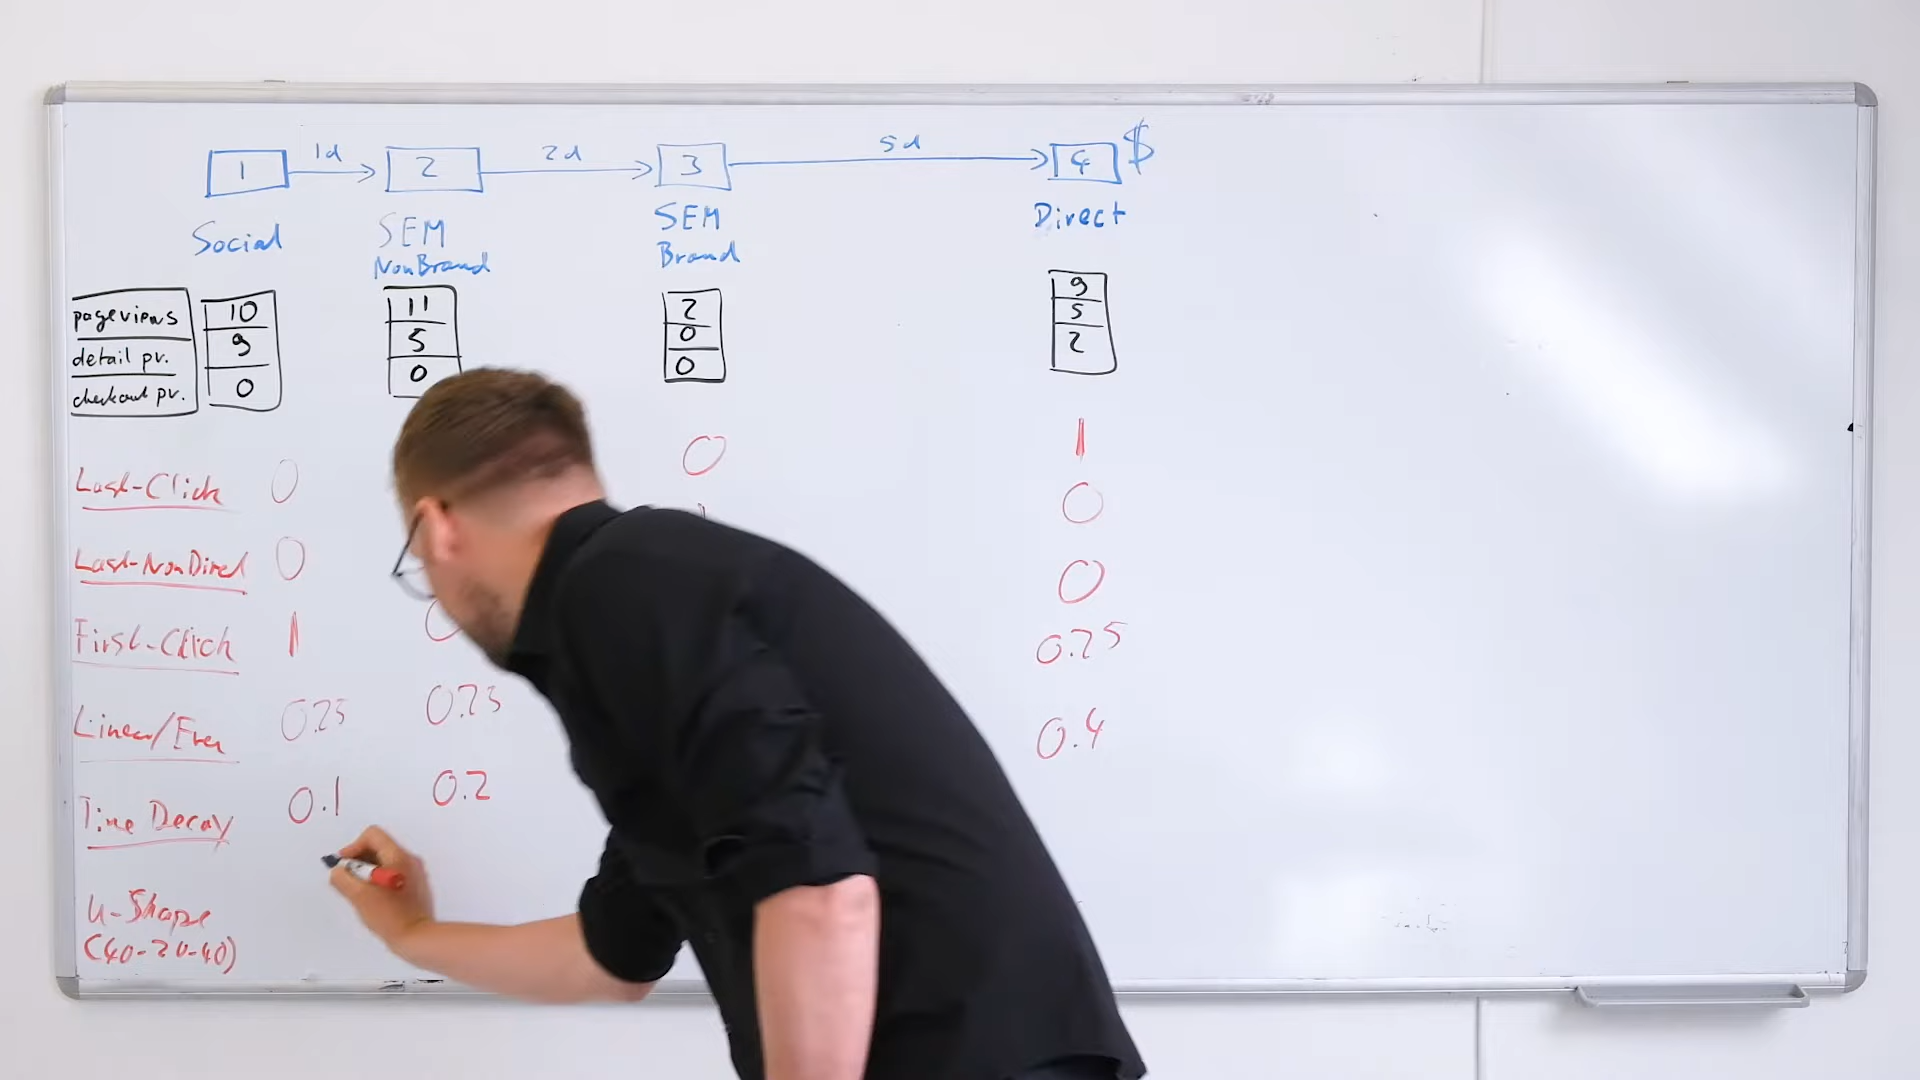 1d 2d 5d
1 2 3 4 $
Social SEM NonBrand SEM Brand Direct
pageviews 10 11 2 9
detail pv. 9 5 0 5
checkout pv. 0 0 0 2
Last-Click 0 0 1
Last-NonDirect 0 0
First-Click 1 0
Linear/Even 0.25 0.25 0.25
Time Decay 0.1 0.2 0.4
U-Shape
(40-20-40)